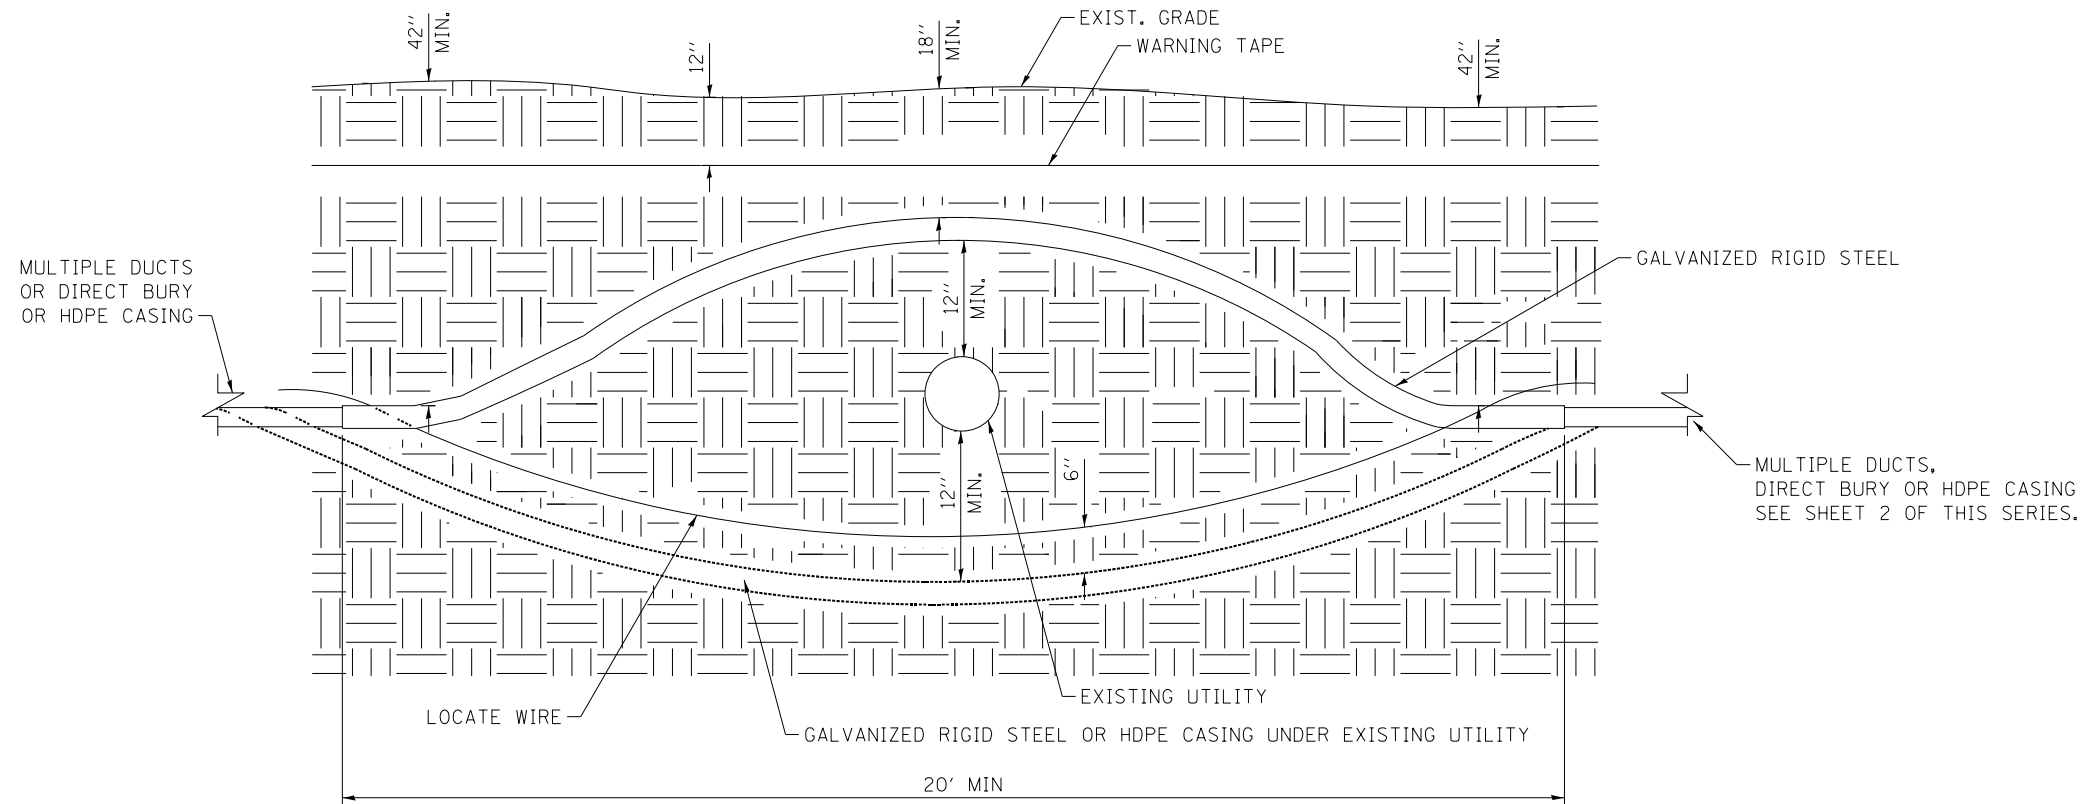 42"
MIN.
12"
18"
MIN.
EXIST. GRADE
WARNING TAPE
42"
MIN.
MULTIPLE DUCTS
OR DIRECT BURY
OR HDPE CASING
GALVANIZED RIGID STEEL
12"
MIN.
12"
MIN.
6"
MULTIPLE DUCTS,
DIRECT BURY OR HDPE CASING
SEE SHEET 2 OF THIS SERIES.
LOCATE WIRE
EXISTING UTILITY
GALVANIZED RIGID STEEL OR HDPE CASING UNDER EXISTING UTILITY
20' MIN